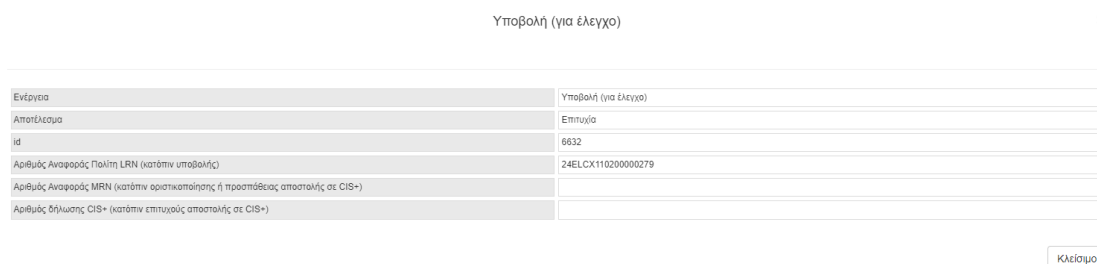 Υποβολή (για έλεγχο)
Ενέργεια Υποβολή (για έλεγχο)
Αποτέλεσμα Επιτυχία
id 6632
Αριθμός Αναφοράς Πολίτη LRN (κατόπιν υποβολής) 24ELCX110200000279
Αριθμός Αναφοράς MRN (κατόπιν οριστικοποίησης ή προσπάθειας αποστολής σε CIS+)
Αριθμός δήλωσης CIS+ (κατόπιν επιτυχούς αποστολής σε CIS+)
Κλείσιμο